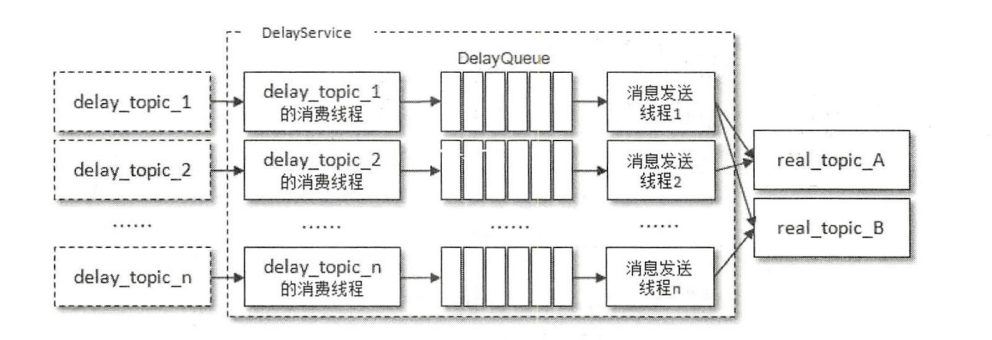 DelayService
DelayQueue
delay_topic_1
delay_topic_1
的消费线程
消息发送
线程1
delay_topic_2
delay_topic_2
的消费线程
消息发送
线程2
real_topic_A
real_topic_B
......
......
......
......
delay_topic_n
delay_topic_n
的消费线程
消息发送
线程n